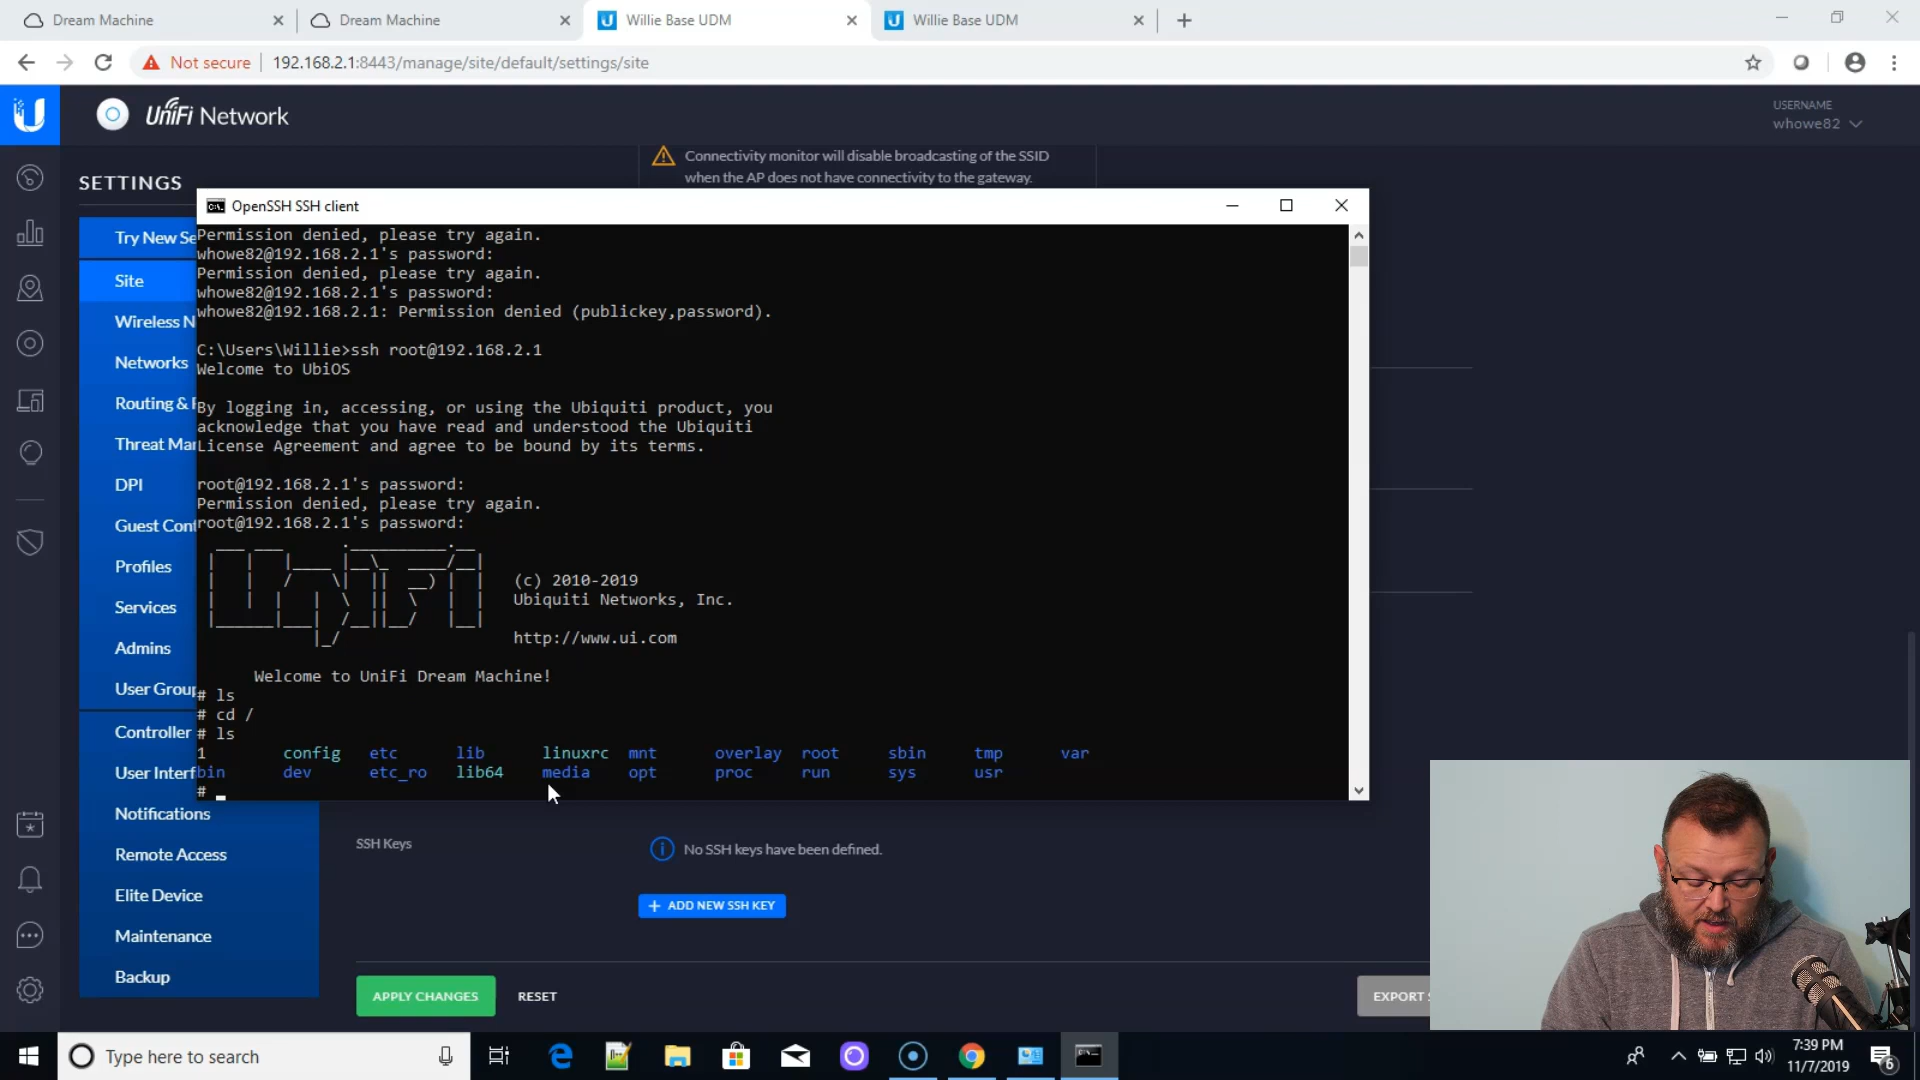 Dream Machine
Dream Machine
Willie Base UDM
Willie Base UDM
Not secure
192.168.2.1:8443/manage/site/default/settings/site
UniFi Network
USERNAME
whowe82
Connectivity monitor will disable broadcasting of the SSID
when the AP does not have connectivity to the gateway.
SETTINGS
Try New Se
Site
Wireless N
Networks
Routing &
Threat Ma
DPI
Guest Cont
Profiles
Services
Admins
User Grou
Controller
User Interf
Notifications
Remote Access
Elite Device
Maintenance
Backup
OpenSSH SSH client
Permission denied, please try again.
whowe82@192.168.2.1's password:
Permission denied, please try again.
whowe82@192.168.2.1's password:
whowe82@192.168.2.1: Permission denied (publickey,password).
C:\Users\Willie>ssh root@192.168.2.1
Welcome to UbiOS
By logging in, accessing, or using the Ubiquiti product, you
acknowledge that you have read and understood the Ubiquiti
License Agreement and agree to be bound by its terms.
root@192.168.2.1's password:
Permission denied, please try again.
root@192.168.2.1's password:
UniFi
(c) 2010-2019
Ubiquiti Networks, Inc.
http://www.ui.com
Welcome to UniFi Dream Machine!
# ls
# cd /
# ls
1 config etc lib linuxrc mnt overlay root sbin tmp var
bin dev etc_ro lib64 media opt proc run sys usr
#
SSH Keys
No SSH keys have been defined.
+ ADD NEW SSH KEY
APPLY CHANGES
RESET
EXPORT
Type here to search
7:39 PM
11/7/2019
6